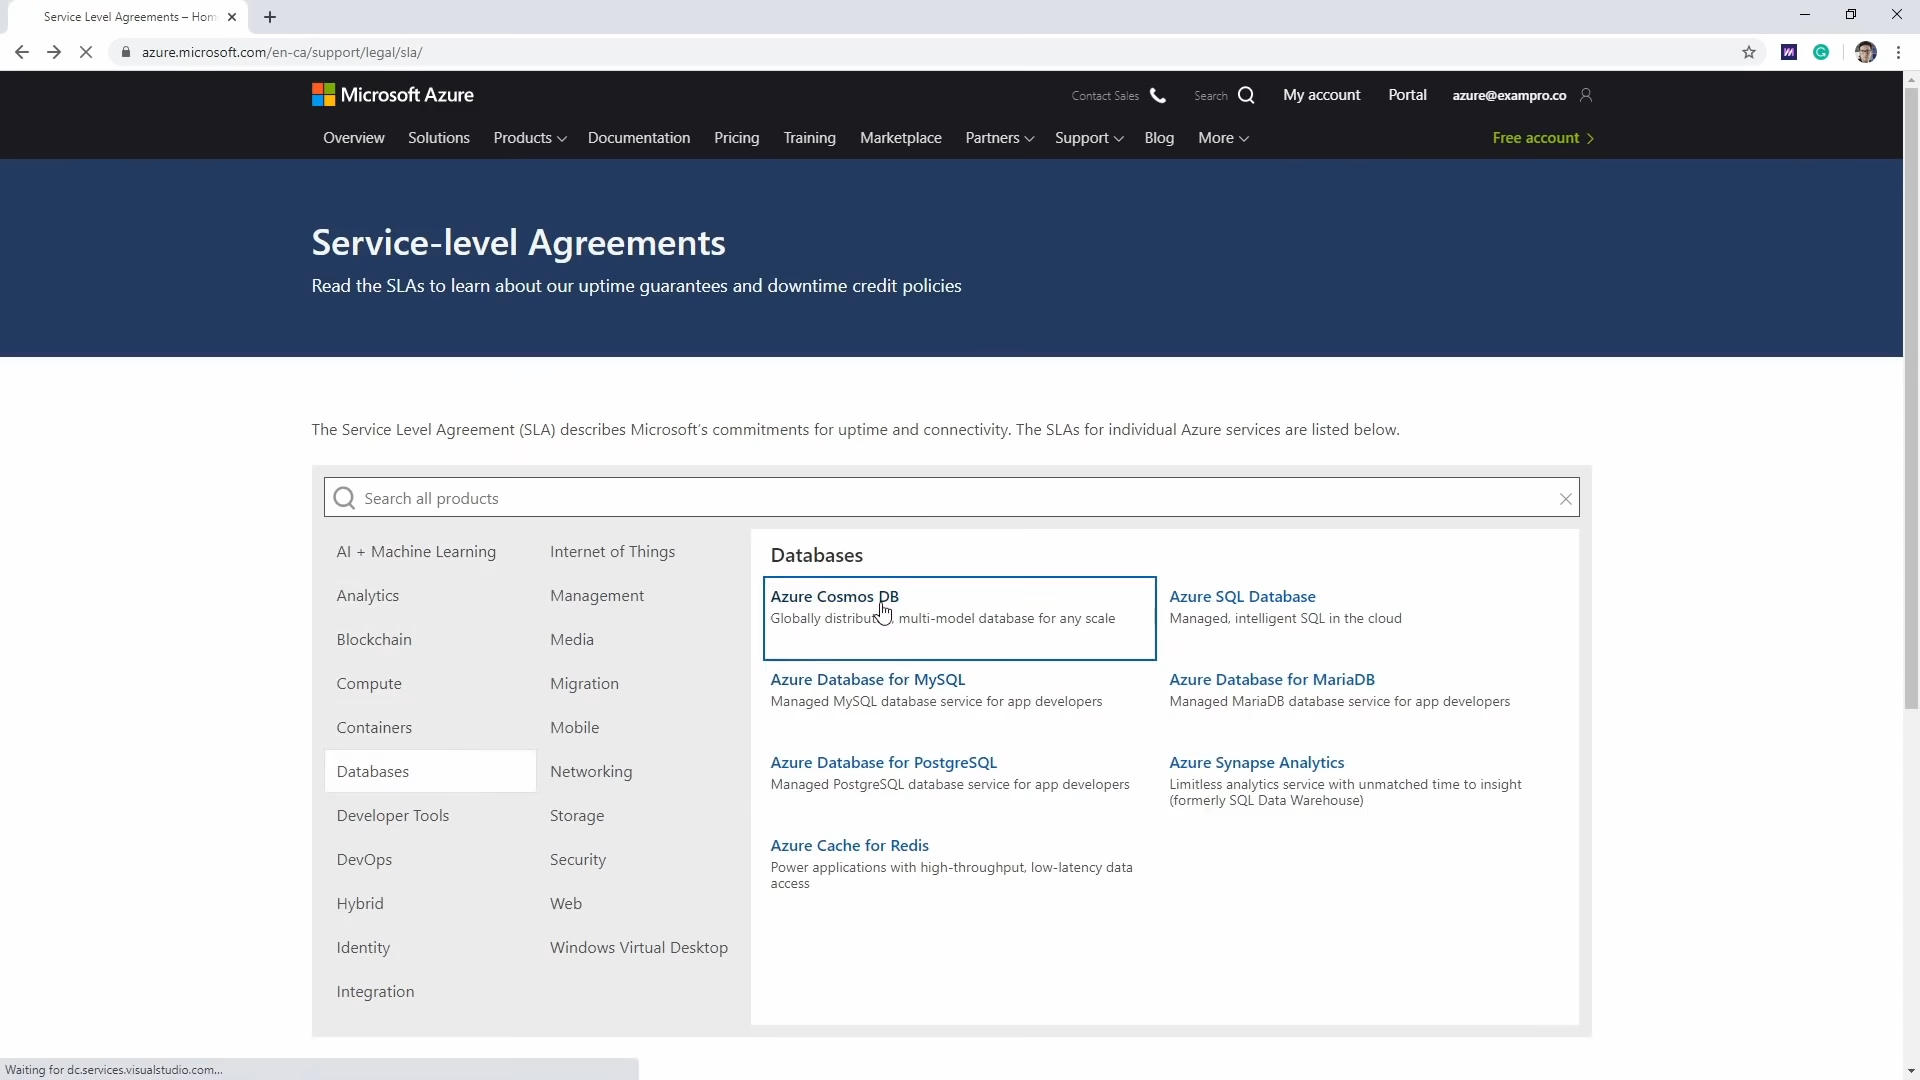 Service Level Agreements – Hom
azure.microsoft.com/en-ca/support/legal/sla/
Microsoft Azure
Contact Sales
Search
My account
Portal
azure@exampro.co
Overview
Solutions
Products
Documentation
Pricing
Training
Marketplace
Partners
Support
Blog
More
Free account
Service-level Agreements
Read the SLAs to learn about our uptime guarantees and downtime credit policies
The Service Level Agreement (SLA) describes Microsoft's commitments for uptime and connectivity. The SLAs for individual Azure services are listed below.
Search all products
AI + Machine Learning
Analytics
Blockchain
Compute
Containers
Databases
Developer Tools
DevOps
Hybrid
Identity
Integration
Internet of Things
Management
Media
Migration
Mobile
Networking
Storage
Security
Web
Windows Virtual Desktop
Databases
Azure Cosmos DB
Globally distribut, multi-model database for any scale
Azure SQL Database
Managed, intelligent SQL in the cloud
Azure Database for MySQL
Managed MySQL database service for app developers
Azure Database for MariaDB
Managed MariaDB database service for app developers
Azure Database for PostgreSQL
Managed PostgreSQL database service for app developers
Azure Synapse Analytics
Limitless analytics service with unmatched time to insight
(formerly SQL Data Warehouse)
Azure Cache for Redis
Power applications with high-throughput, low-latency data
access
Waiting for dc.services.visualstudio.com...